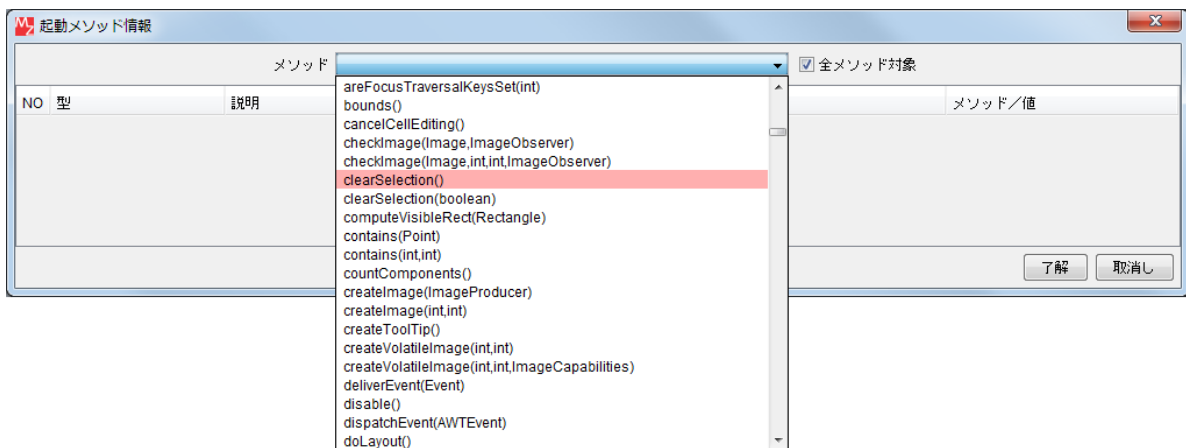 起動メソッド情報
メソッド
全メソッド対象
NO 型 説明 メソッド／値
areFocusTraversalKeysSet(int)
bounds()
cancelCellEditing()
checkImage(Image,ImageObserver)
checkImage(Image,int,int,ImageObserver)
clearSelection()
clearSelection(boolean)
computeVisibleRect(Rectangle)
contains(Point)
contains(int,int)
countComponents()
createImage(ImageProducer)
createImage(int,int)
createToolTip()
createVolatileImage(int,int)
createVolatileImage(int,int,ImageCapabilities)
deliverEvent(Event)
disable()
dispatchEvent(AWTEvent)
doLayout()
了解 取消し